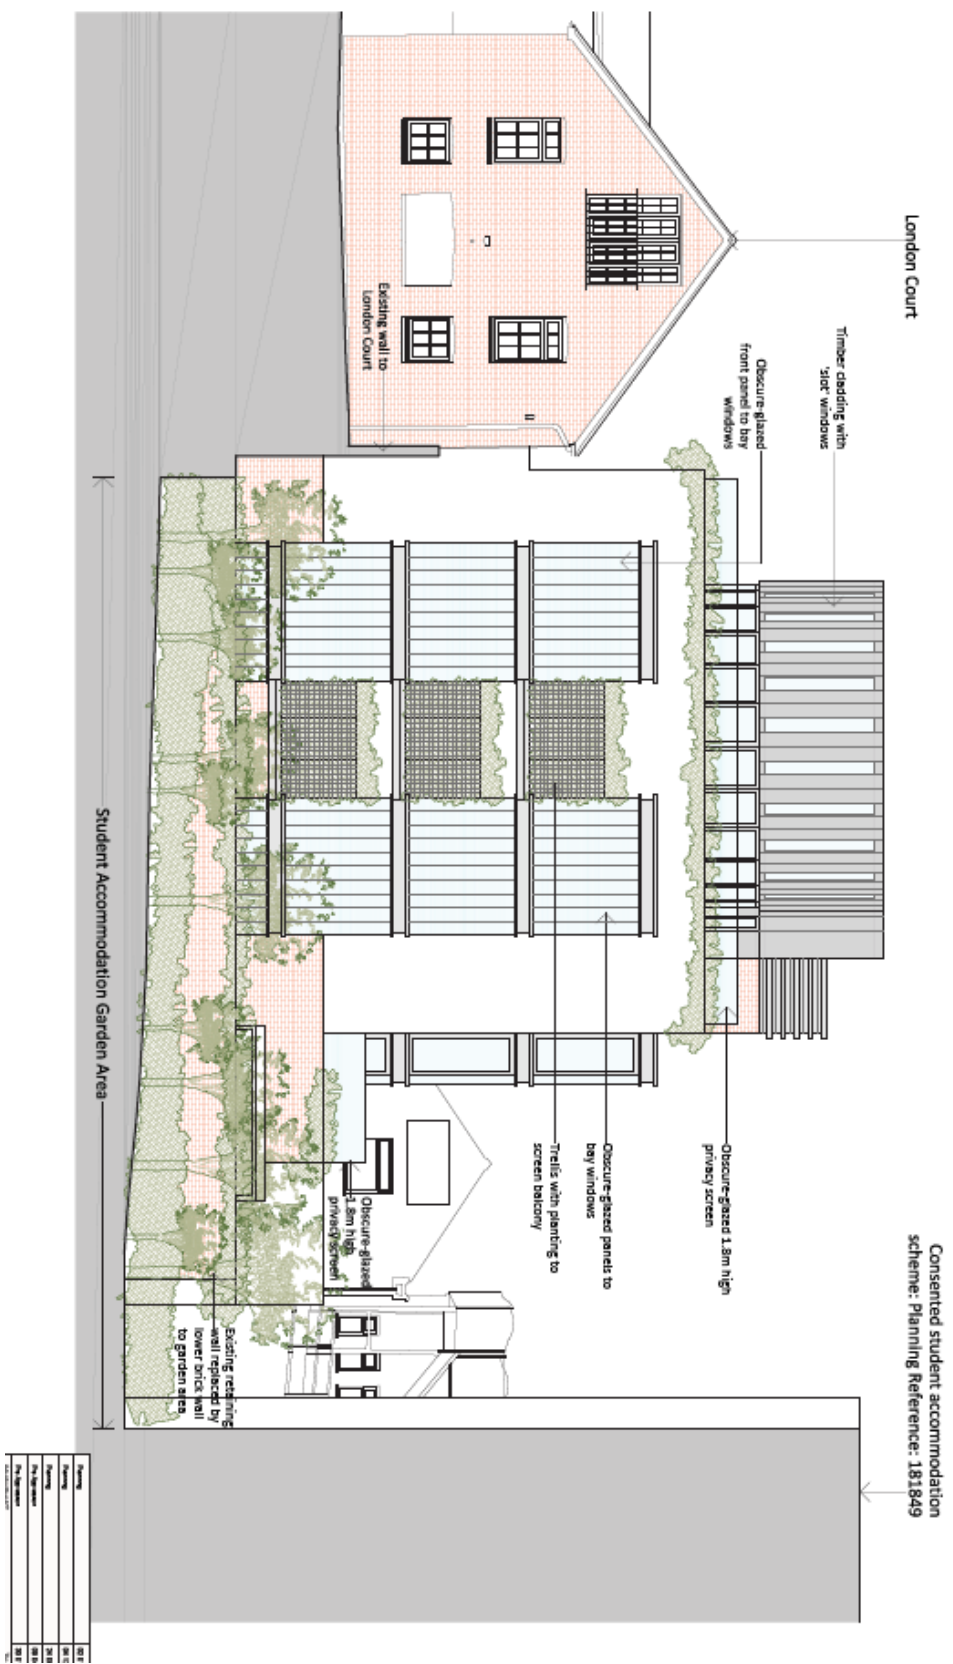 London Court
Timber cladding with
'slot' windows
Obscure-glazed
front panel to bay
windows
Existing wall to
London Court
Consented student accommodation
scheme: Planning Reference: 181849
Obscure-glazed 1.8m high
privacy screen
Obscure-glazed panels to
bay windows
Trellis with planting to
screen balcony
Obscure-glazed
1.8m high
privacy screen
Existing retaining
wall replaced by
lower brick wall
to garden area
Student Accommodation Garden Area
Planning
Planning
Planning